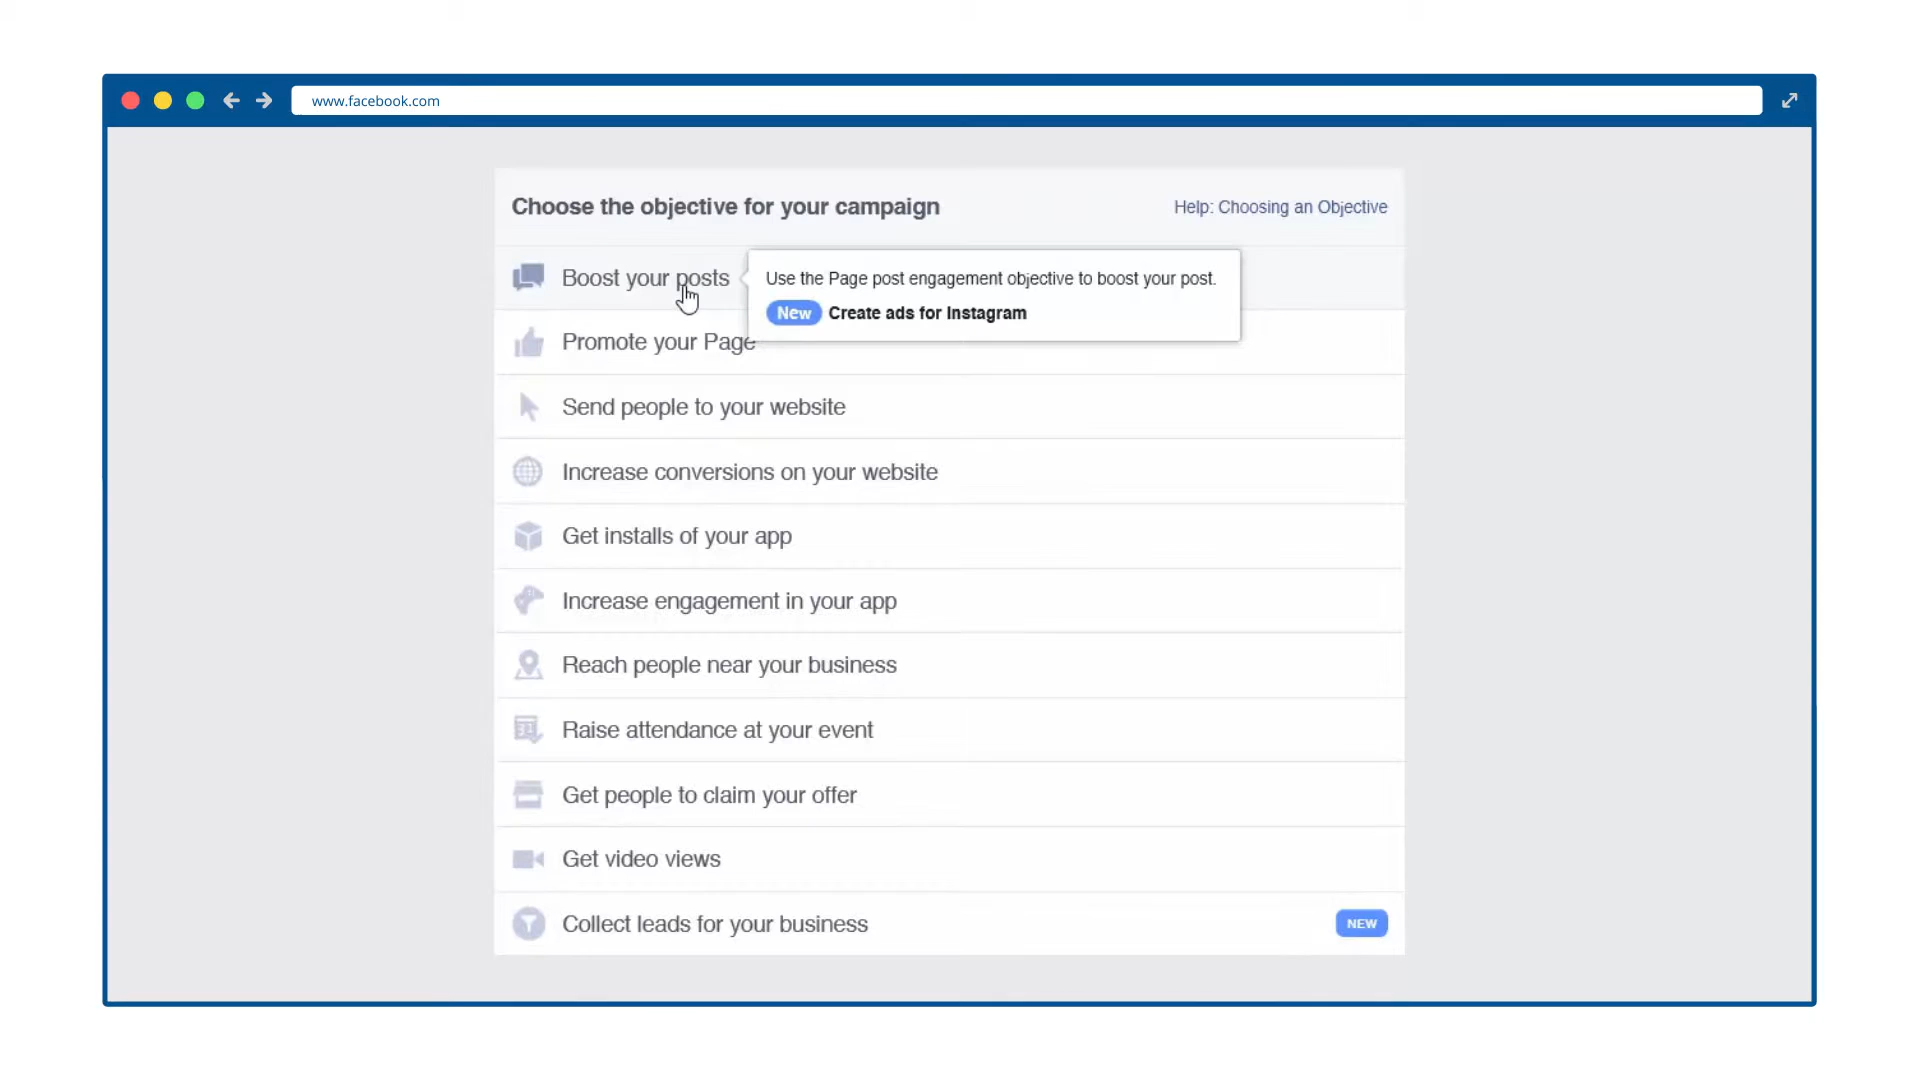 www.facebook.com
Choose the objective for your campaign
Help: Choosing an Objective
Boost your posts
Use the Page post engagement objective to boost your post.
New Create ads for Instagram
Promote your Page
Send people to your website
Increase conversions on your website
Get installs of your app
Increase engagement in your app
Reach people near your business
31
Raise attendance at your event
Get people to claim your offer
Get video views
Collect leads for your business
NEW